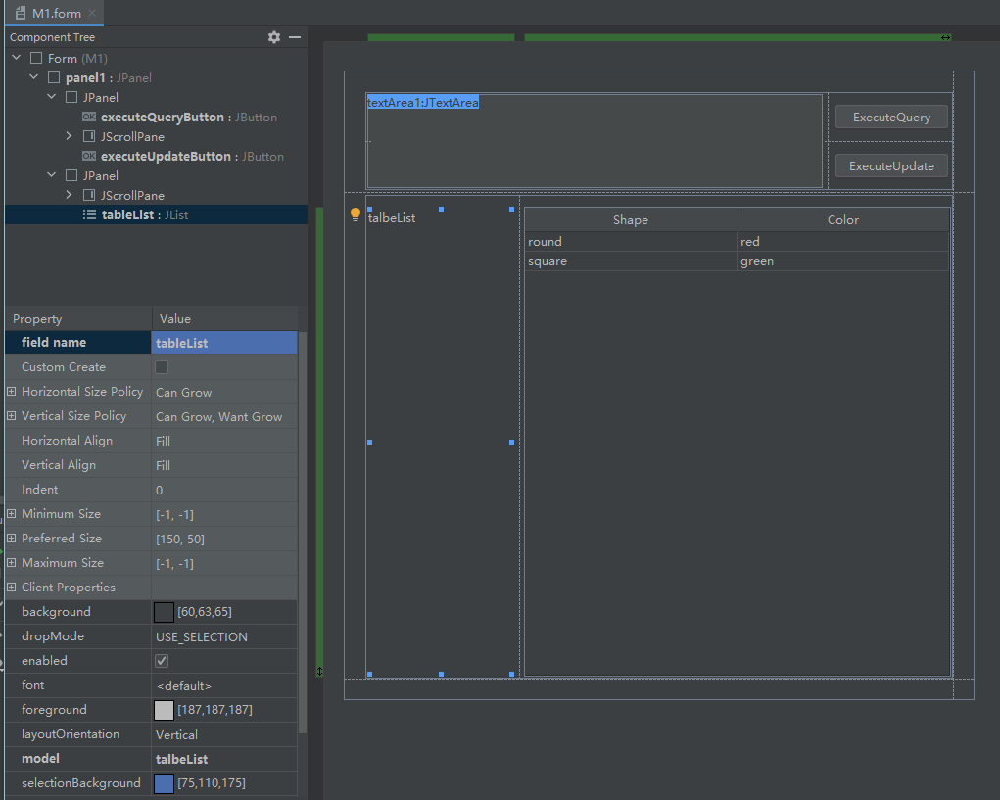 M1.form
Component Tree
Form (M1)
panel1 : JPanel
JPanel
OK executeQueryButton : JButton
JScrollPane
OK executeUpdateButton : JButton
JPanel
JScrollPane
tableList : JList
Property Value
field name tableList
Custom Create
Horizontal Size Policy Can Grow
Vertical Size Policy Can Grow, Want Grow
Horizontal Align Fill
Vertical Align Fill
Indent 0
Minimum Size [-1, -1]
Preferred Size [150, 50]
Maximum Size [-1, -1]
Client Properties
background [60,63,65]
dropMode USE_SELECTION
enabled
font <default>
foreground [187,187,187]
layoutOrientation Vertical
model talbeList
selectionBackground [75,110,175]
textArea1:JTextArea
ExecuteQuery
ExecuteUpdate
talbeList
Shape Color
round red
square green